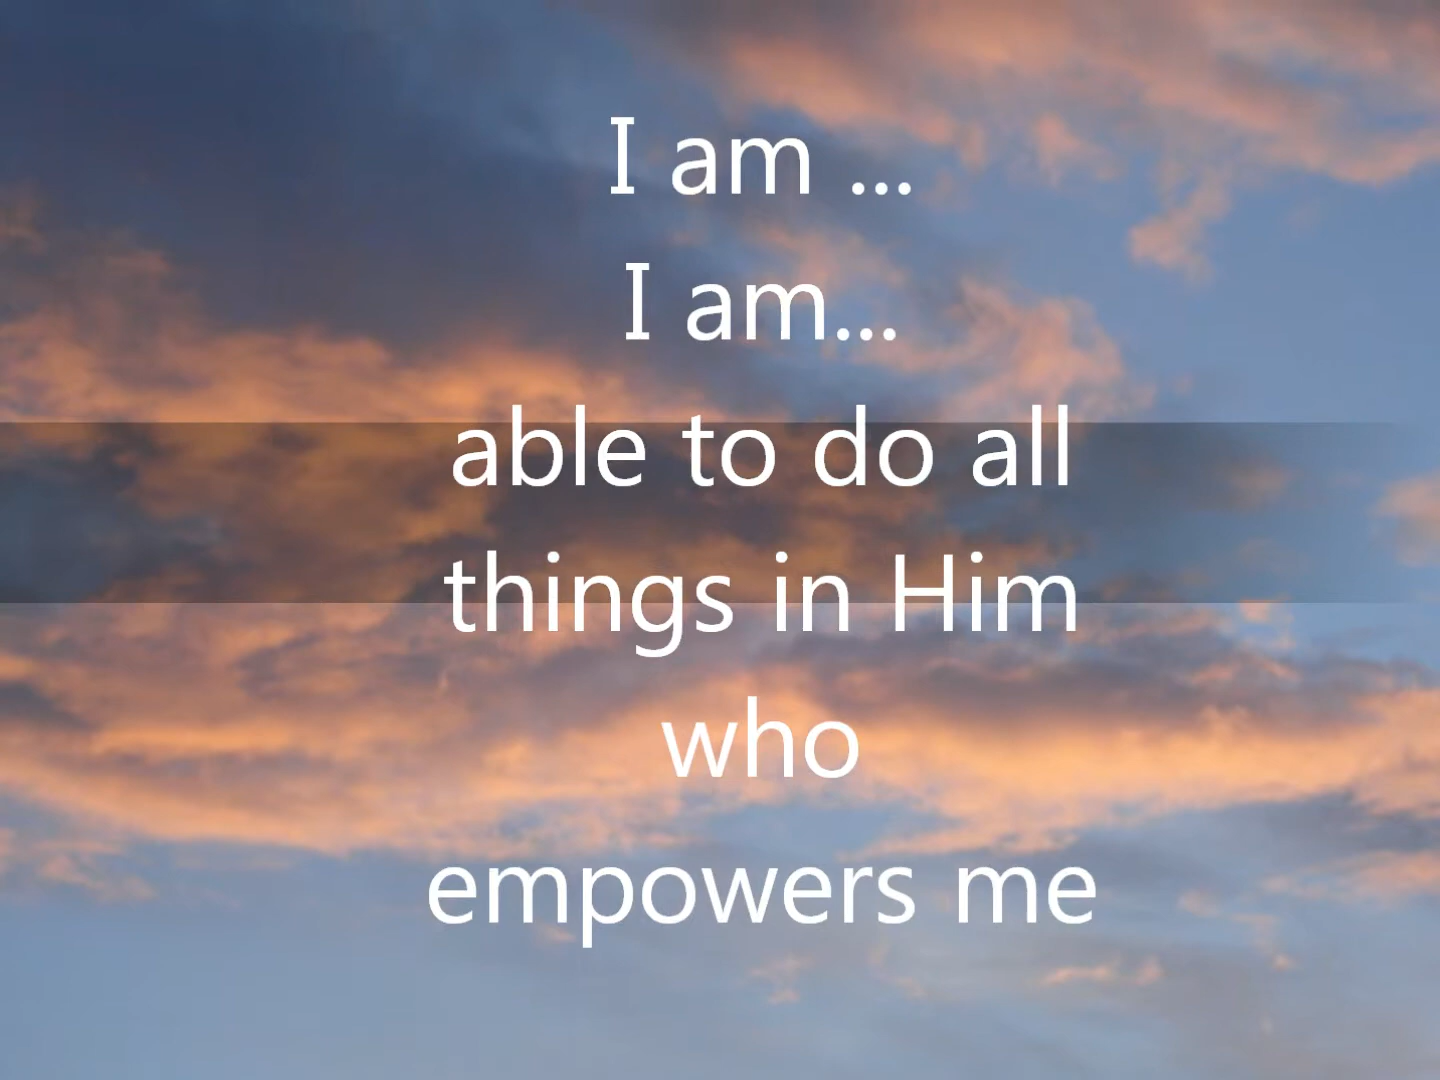 I am ...
I am...
able to do all
things in Him
who
empowers me